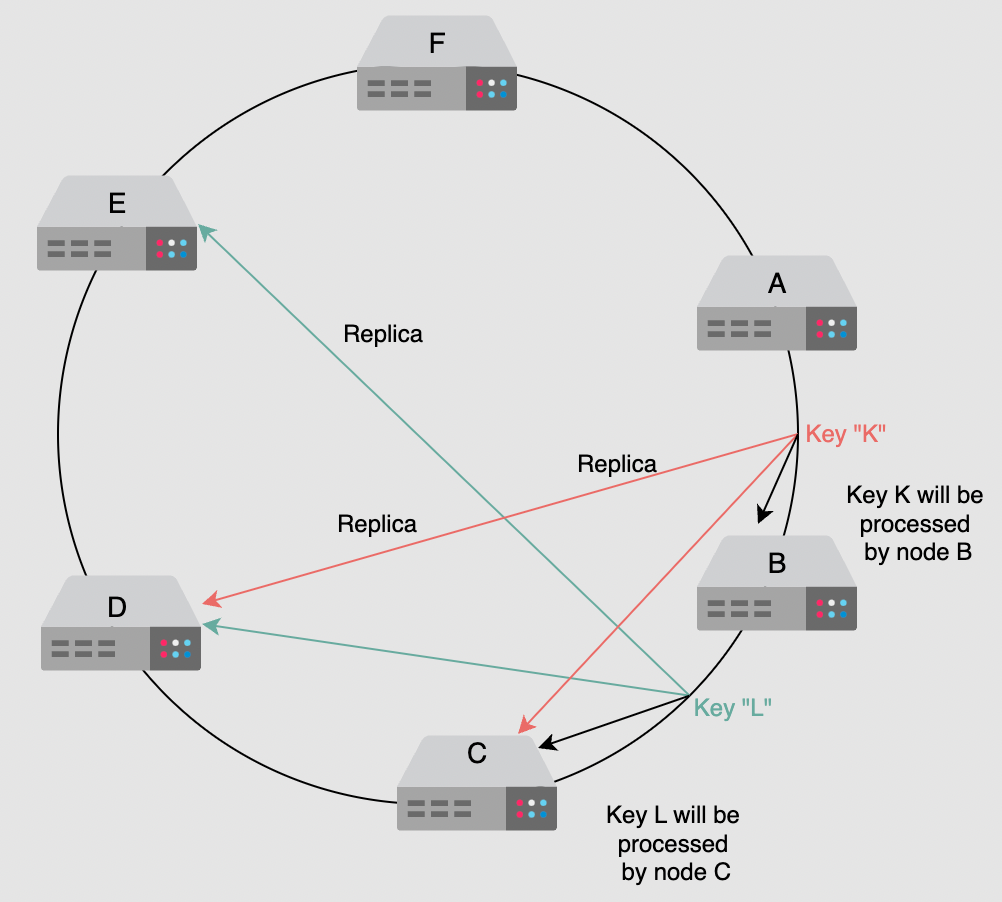 F
E
A
Replica
Key "K"
Replica
Key K will be
processed
by node B
Replica
B
D
Key "L"
C
Key L will be
processed
by node C